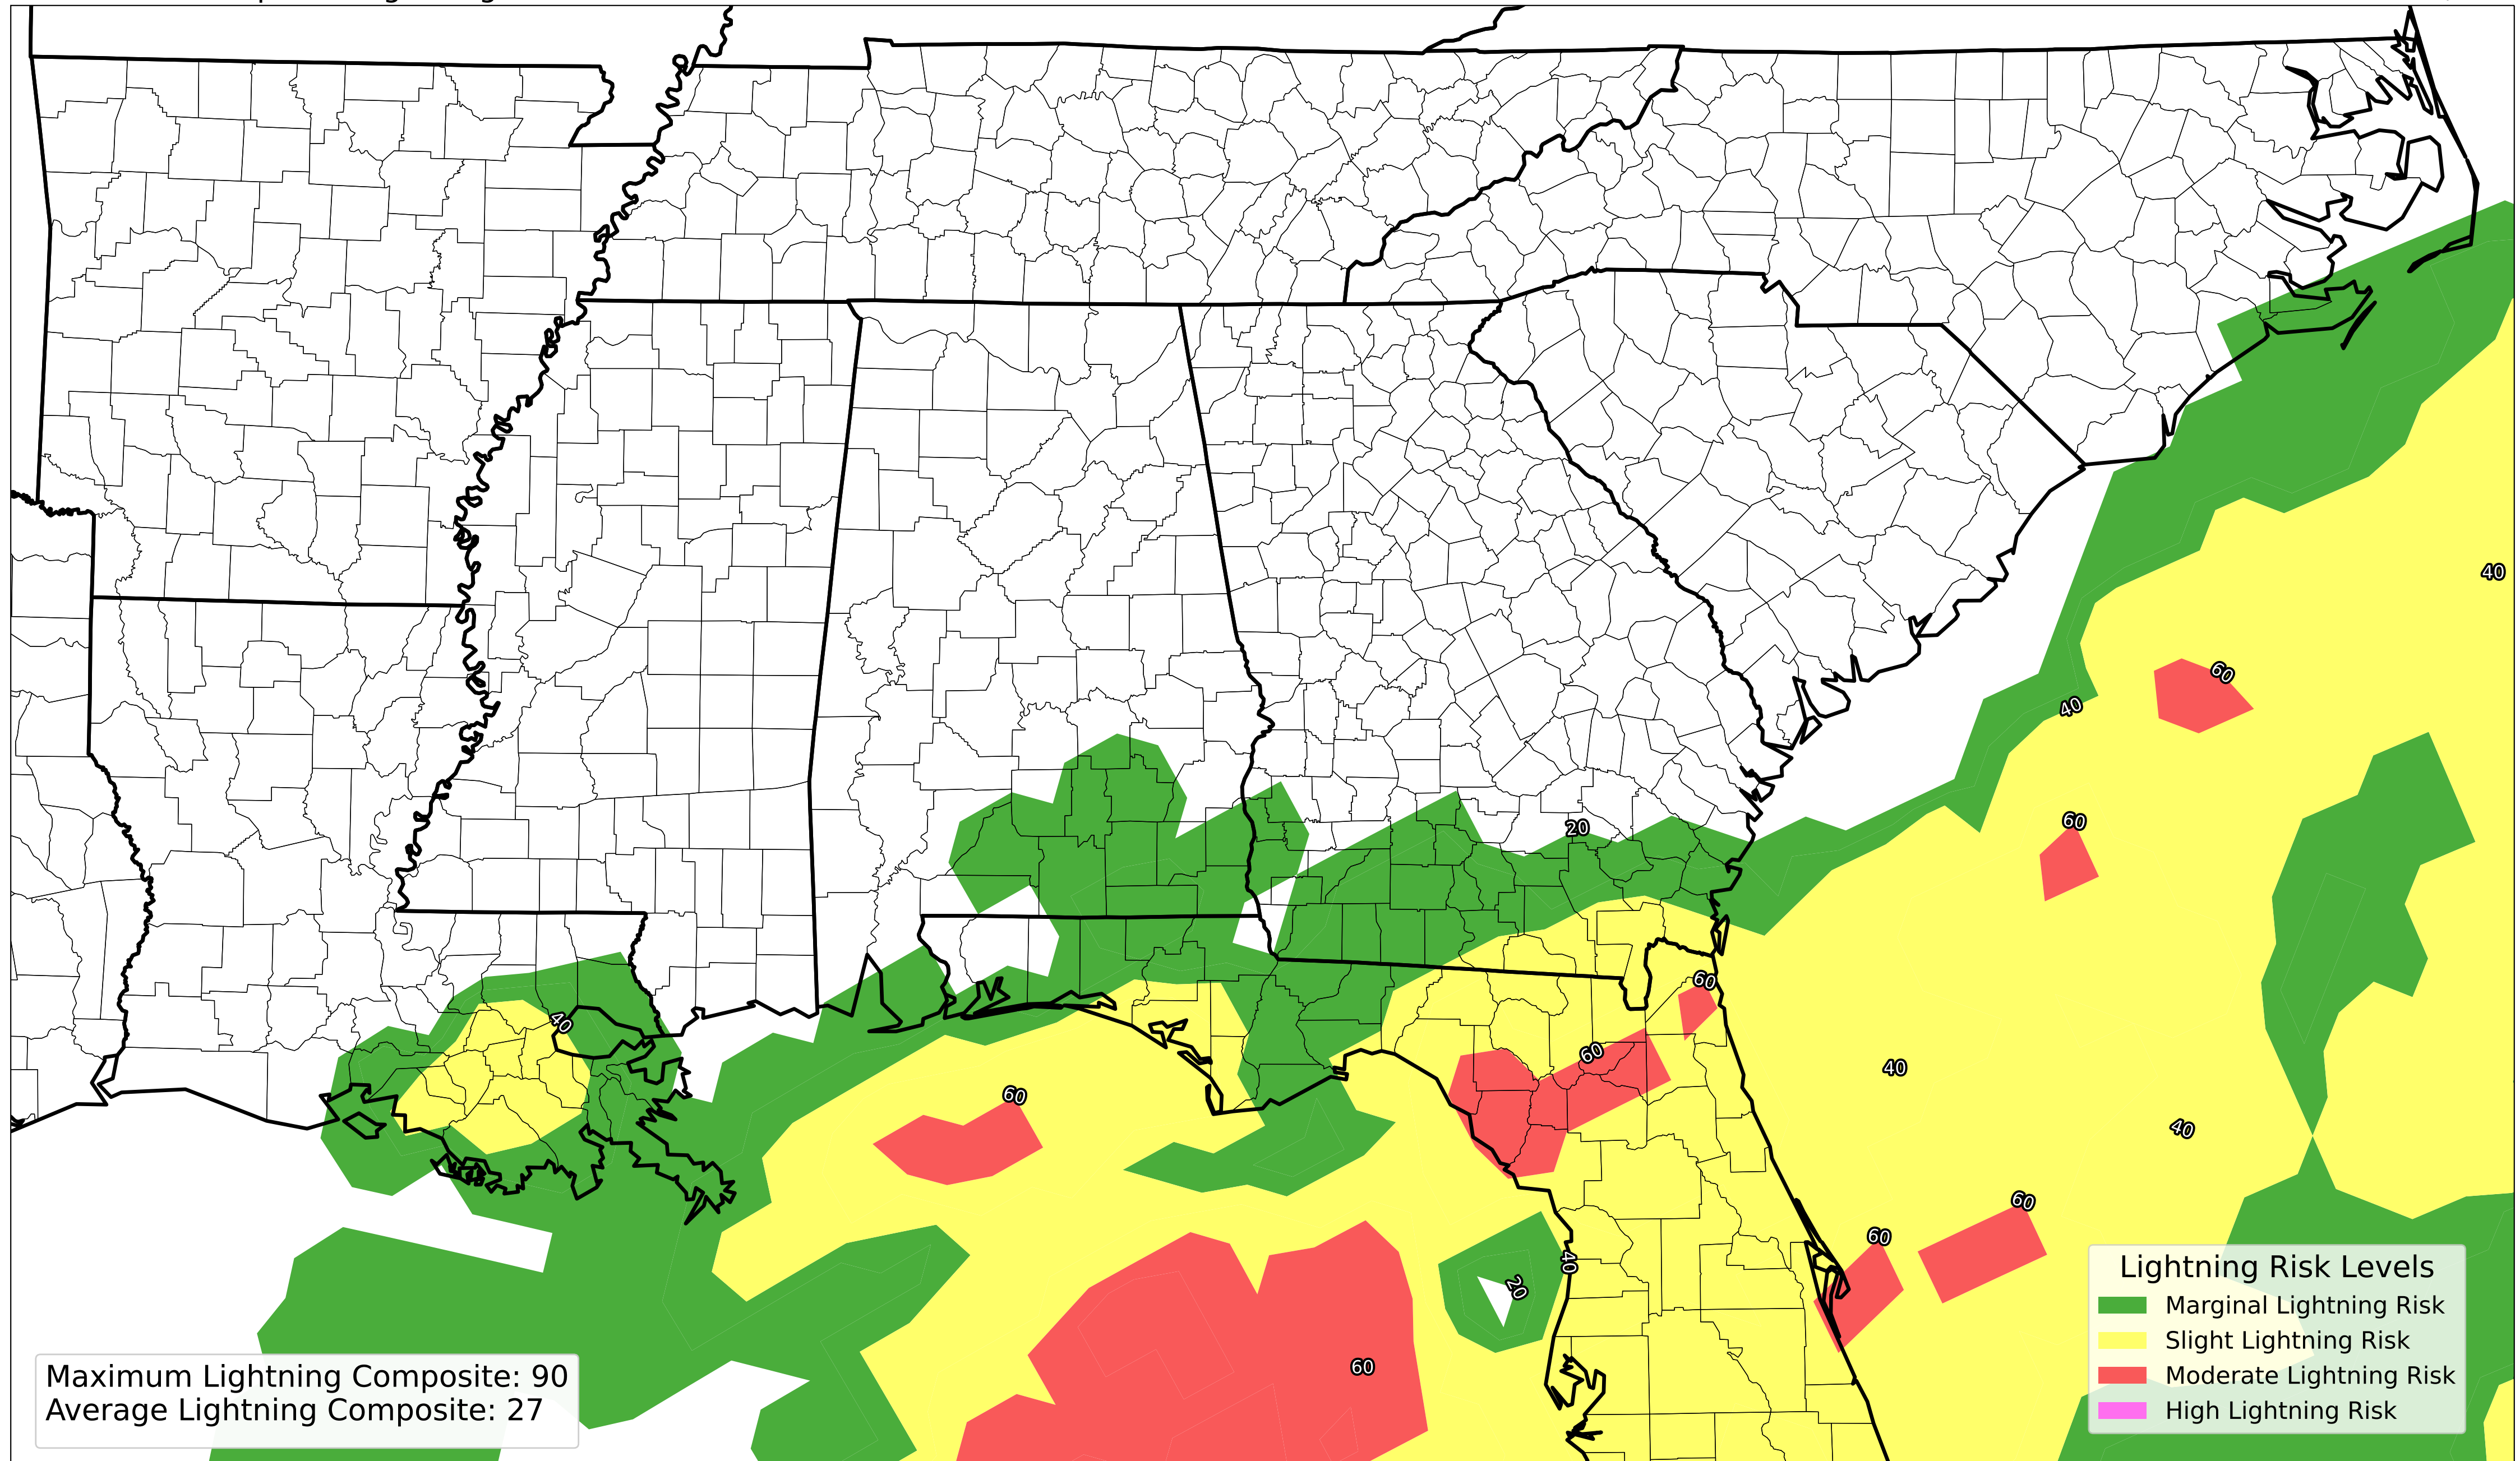 40
60
40
60
20
60
40
60
40
60
40
60
60
40
20
60
Lightning Risk Levels
Marginal Lightning Risk
Slight Lightning Risk
Moderate Lightning Risk
High Lightning Risk
Maximum Lightning Composite: 90
Average Lightning Composite: 27